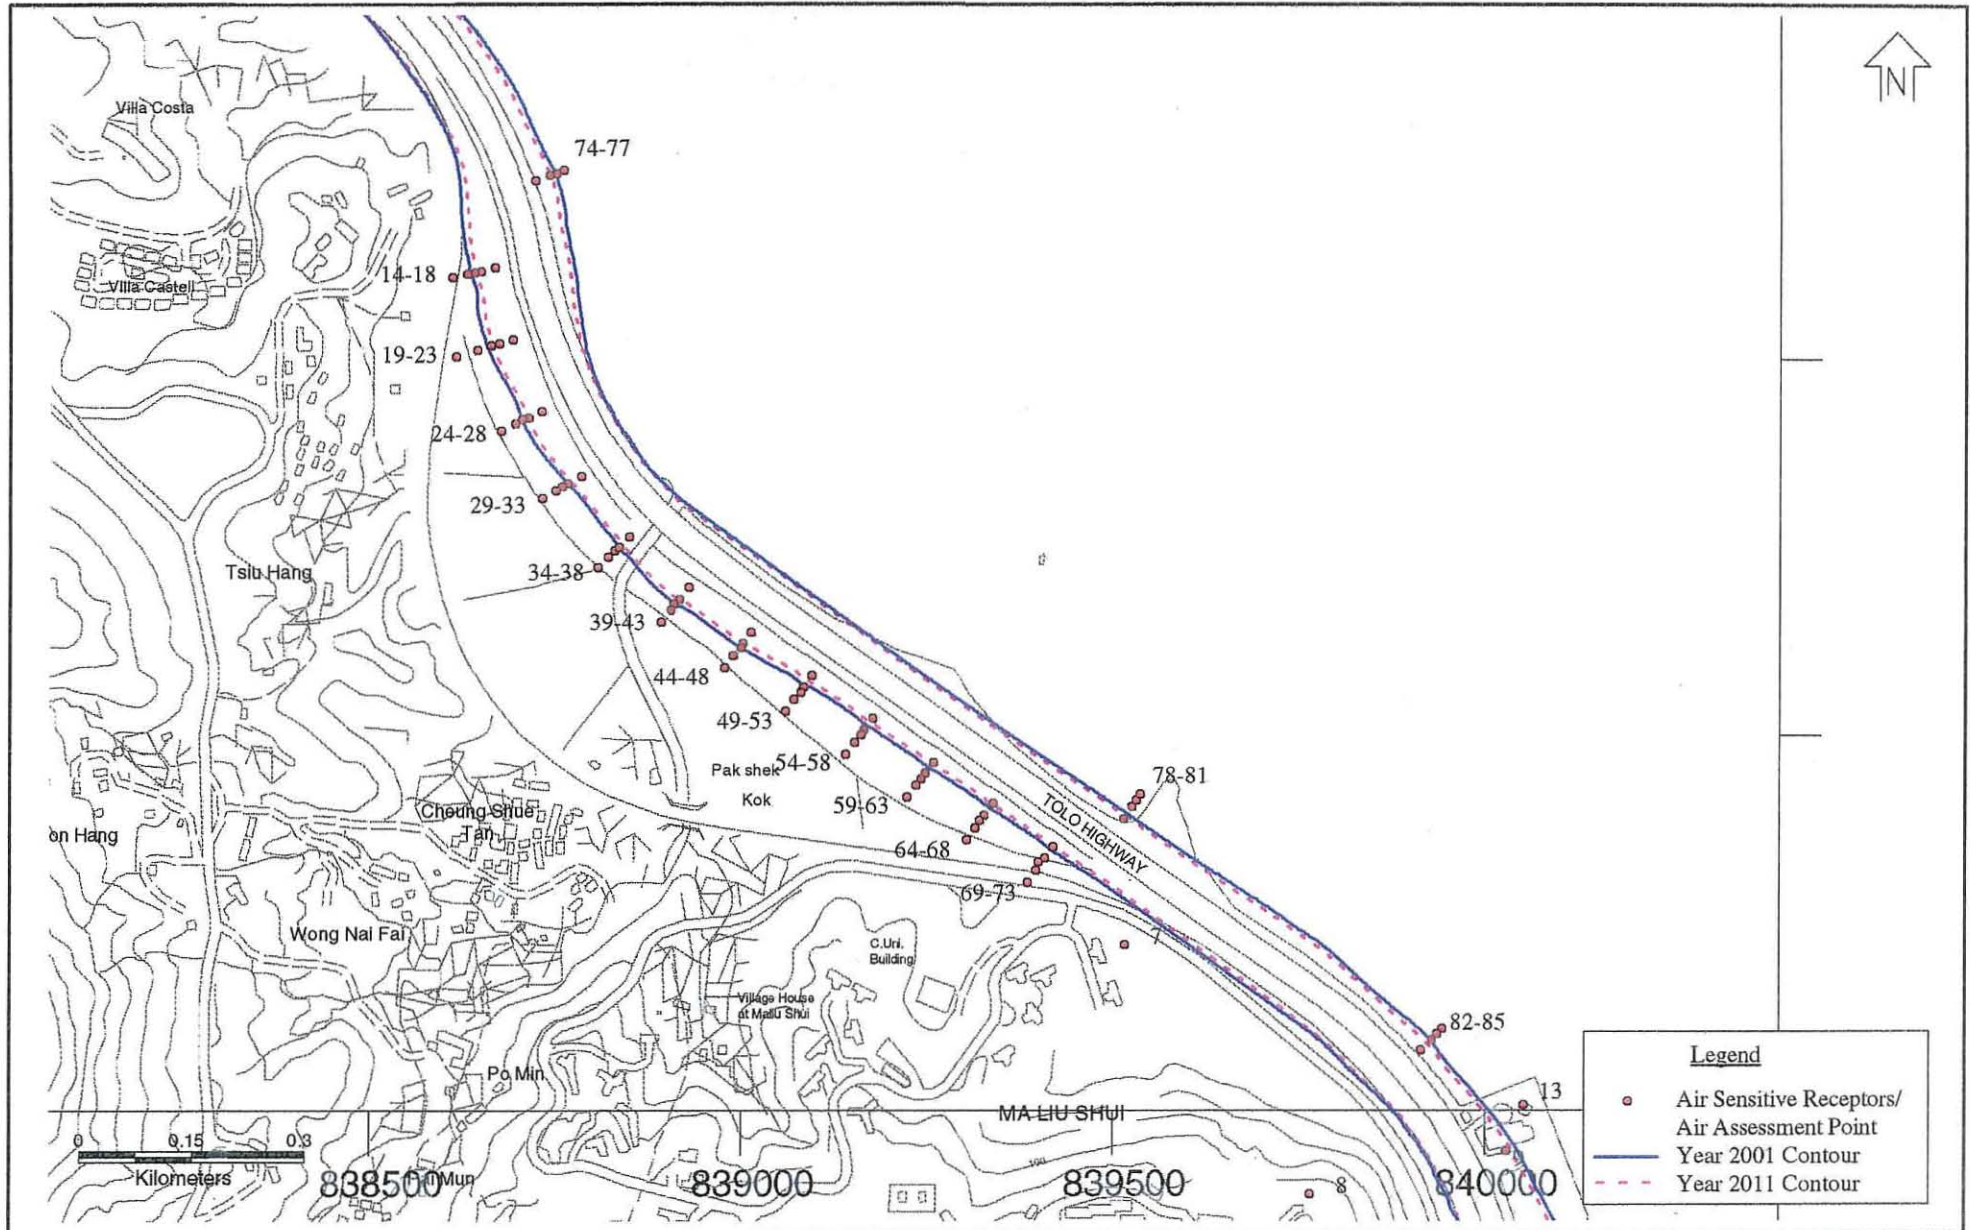 N
Villa Costa
74-77
14-18
Villa Castell
19-23
24-28
29-33
Tsiu Hang
34-38
39-43
44-48
49-53
54-58
Pak shek
Kok
78-81
59-63
TOLO HIGHWAY
Cheung Shue
Tan
on Hang
64-68
69-73
Wong Nai Fai
7
C.Uni.
Building
Village House
at Maliu Shui
82-85
Po Min
13
MA LIU SHUI
0 0.15 0.3
Kilometers
838500
Mun
839000
839500
8
840000
Legend
Air Sensitive Receptors/
Air Assessment Point
Year 2001 Contour
Year 2011 Contour